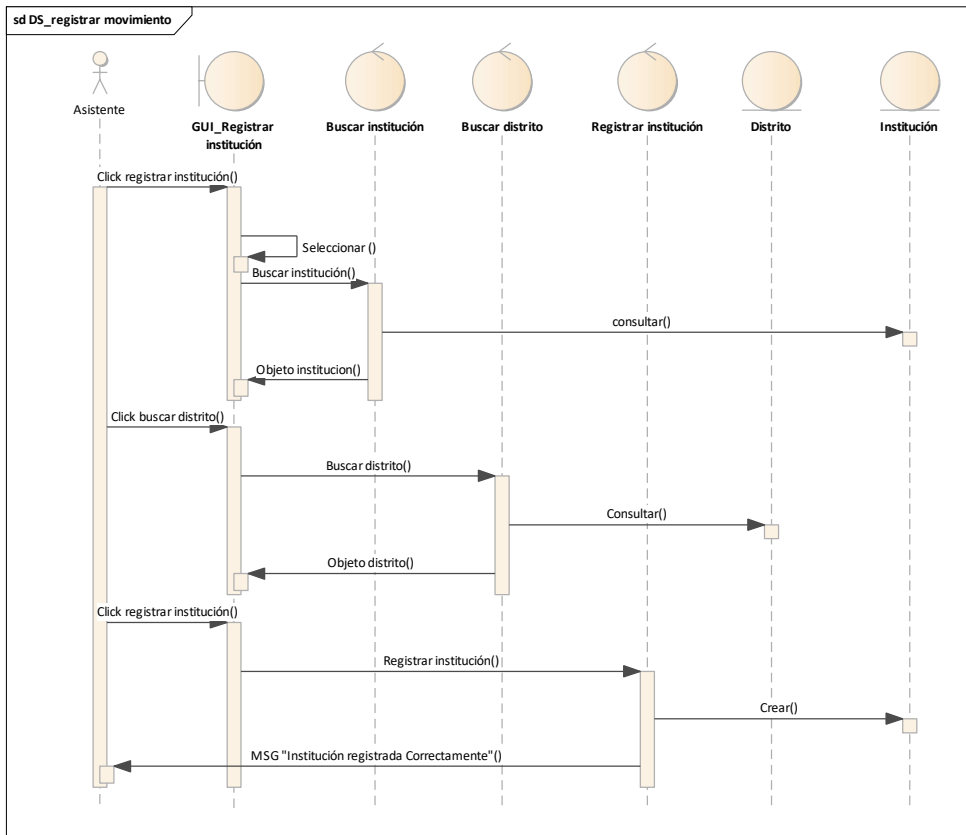 sd DS_registrar movimiento
Asistente
GUI_Registrar
institución
Buscar institución
Buscar distrito
Registrar institución
Distrito
Institución
Click registrar institución()
Seleccionar ()
Buscar institución()
consultar()
Objeto institucion()
Click buscar distrito()
Buscar distrito()
Consultar()
Objeto distrito()
Click registrar institución()
Registrar institución()
Crear()
MSG "Institución registrada Correctamente"()